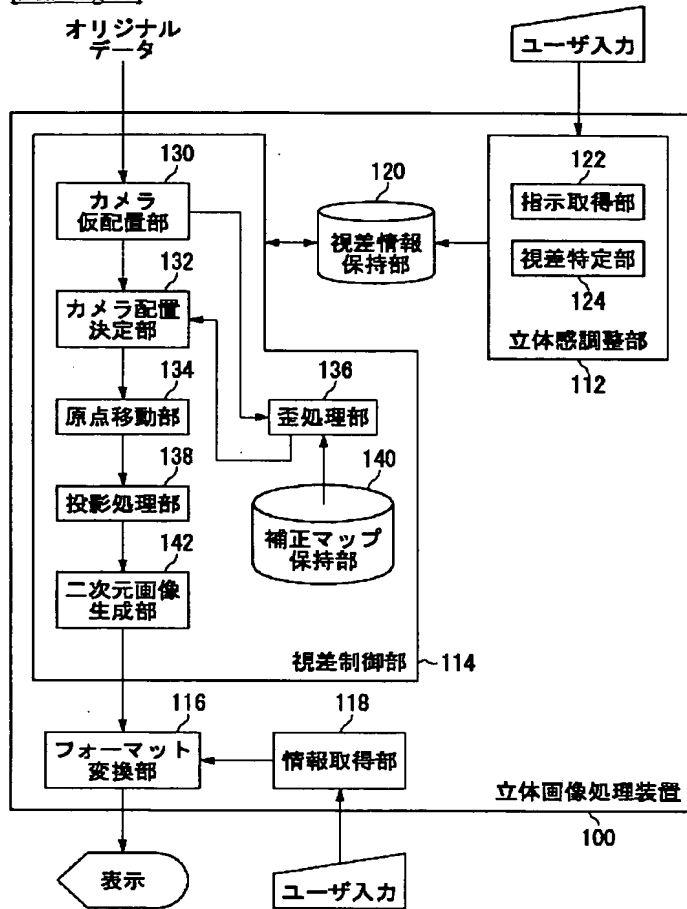 オリジナル
データ
ユーザ入力
130
カメラ
仮配置部
120
視差情報
保持部
122
指示取得部
視差特定部
124
立体感調整部
112
132
カメラ配置
決定部
134
原点移動部
136
歪処理部
138
投影処理部
140
補正マップ
保持部
142
二次元画像
生成部
視差制御部
114
116
フォーマット
変換部
118
情報取得部
立体画像処理装置
100
表示
ユーザ入力